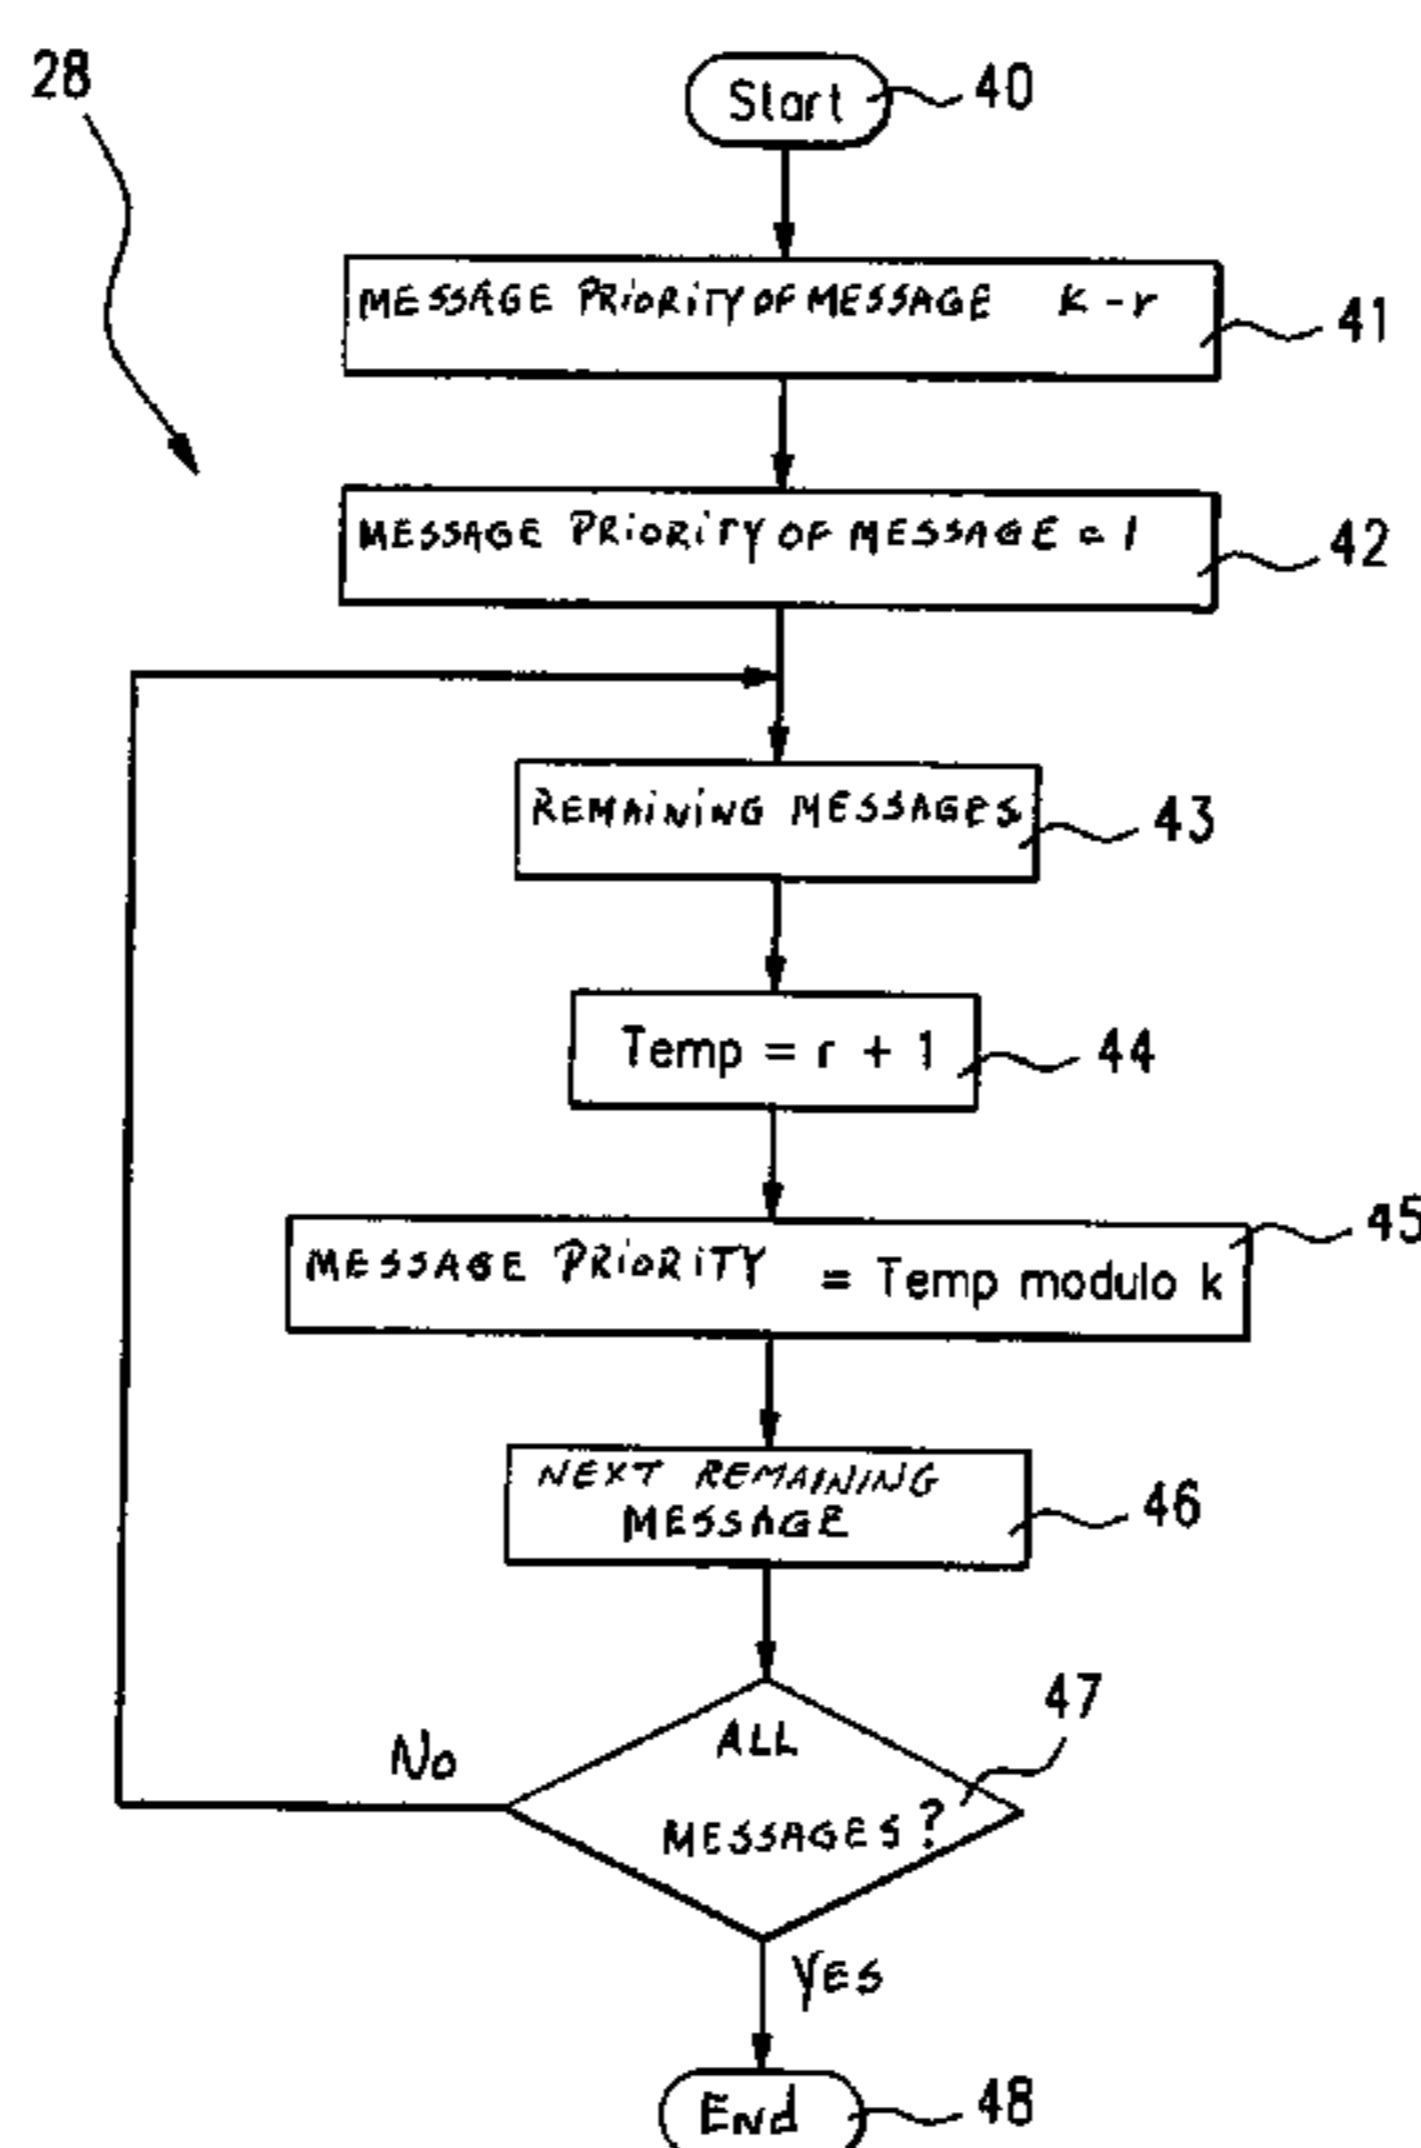 28
Start 40
MESSAGE PRIORITY OF MESSAGE K-r 41
MESSAGE PRIORITY OF MESSAGE = 1 42
REMAINING MESSAGES 43
Temp = r + 1 44
MESSAGE PRIORITY = Temp modulo k 45
NEXT REMAINING
MESSAGE 46
47
ALL
No
MESSAGES?
YES
End 48